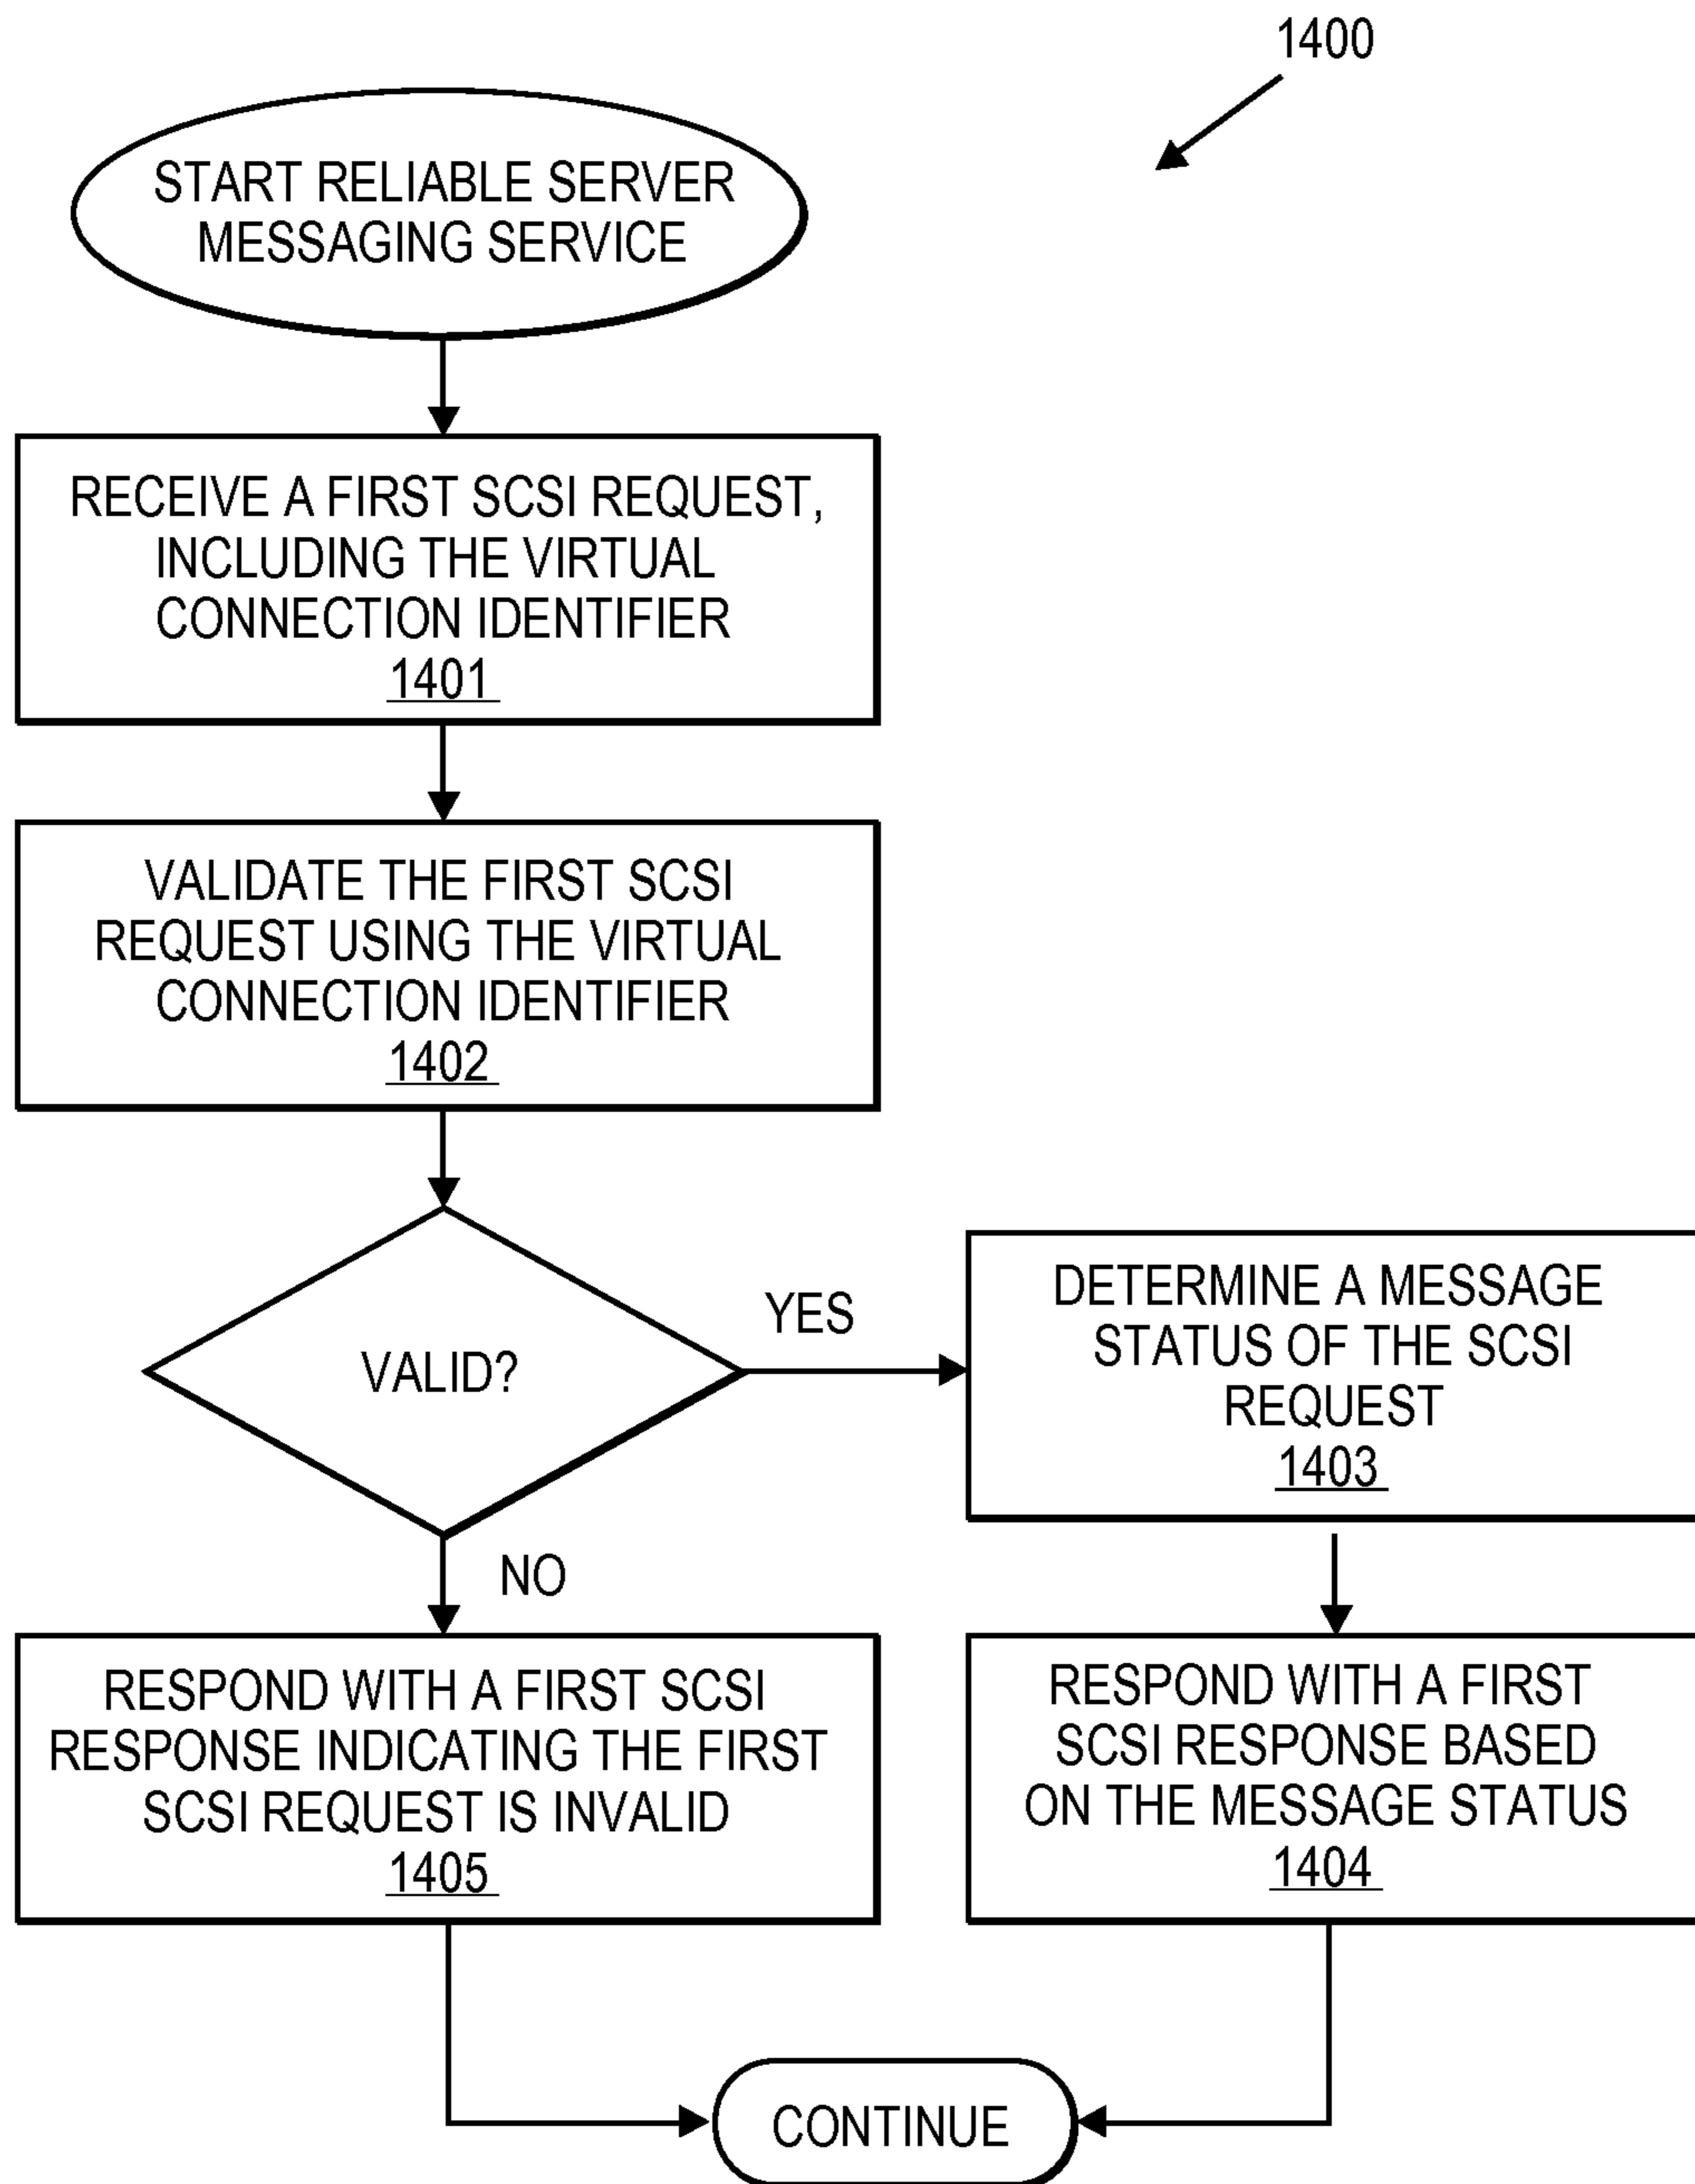 1400
START RELIABLE SERVER
MESSAGING SERVICE
RECEIVE A FIRST SCSI REQUEST,
INCLUDING THE VIRTUAL
CONNECTION IDENTIFIER
1401
VALIDATE THE FIRST SCSI
REQUEST USING THE VIRTUAL
CONNECTION IDENTIFIER
1402
VALID?
YES
DETERMINE A MESSAGE
STATUS OF THE SCSI
REQUEST
1403
NO
RESPOND WITH A FIRST SCSI
RESPONSE INDICATING THE FIRST
SCSI REQUEST IS INVALID
1405
RESPOND WITH A FIRST
SCSI RESPONSE BASED
ON THE MESSAGE STATUS
1404
CONTINUE